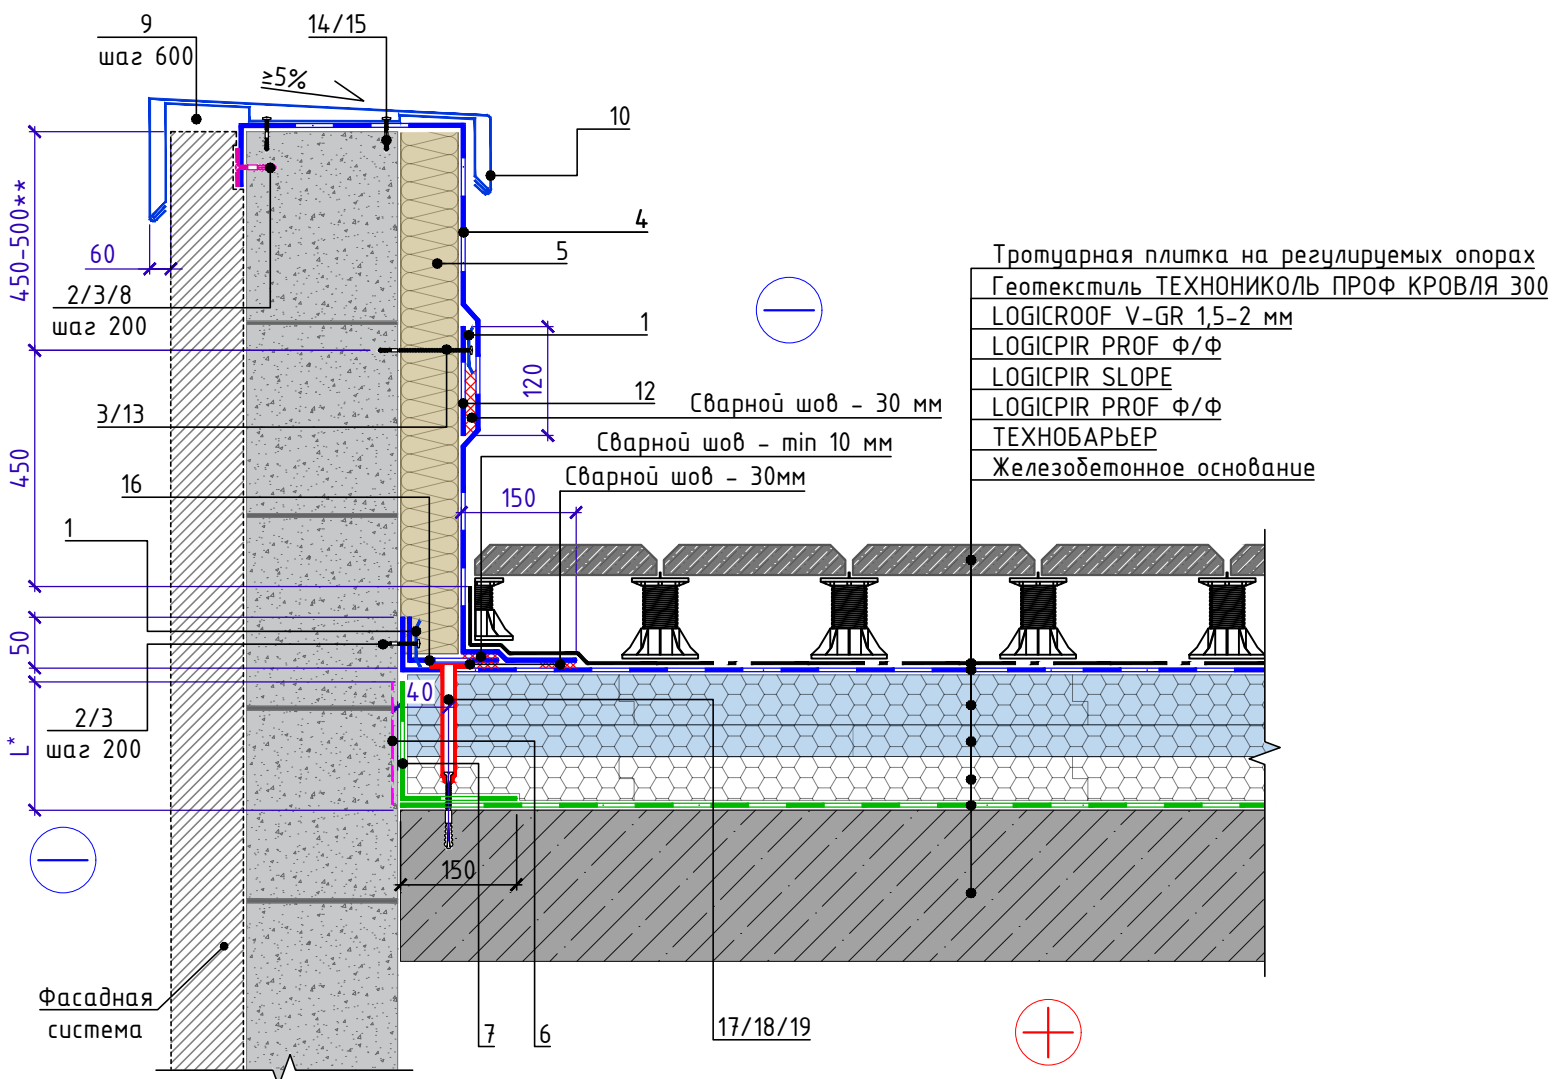 9
шаг 600
14/15
≥5%
10
450-500**
60
2/3/8
шаг 200
4
5
1
120
12
3/13
Сварной шов - 30 мм
Сварной шов - min 10 мм
Сварной шов - 30мм
Тротуарная плитка на регулируемых опорах
Геотекстиль ТЕХНОНИКОЛЬ ПРОФ КРОВЛЯ 300
LOGICROOF V-GR 1,5-2 мм
LOGICPIR PROF Ф/Ф
LOGICPIR SLOPE
LOGICPIR PROF Ф/Ф
ТЕХНОБАРЬЕР
Железобетонное основание
450
16
150
1
50
40
2/3
шаг 200
L*
150
Фасадная
система
7
6
17/18/19